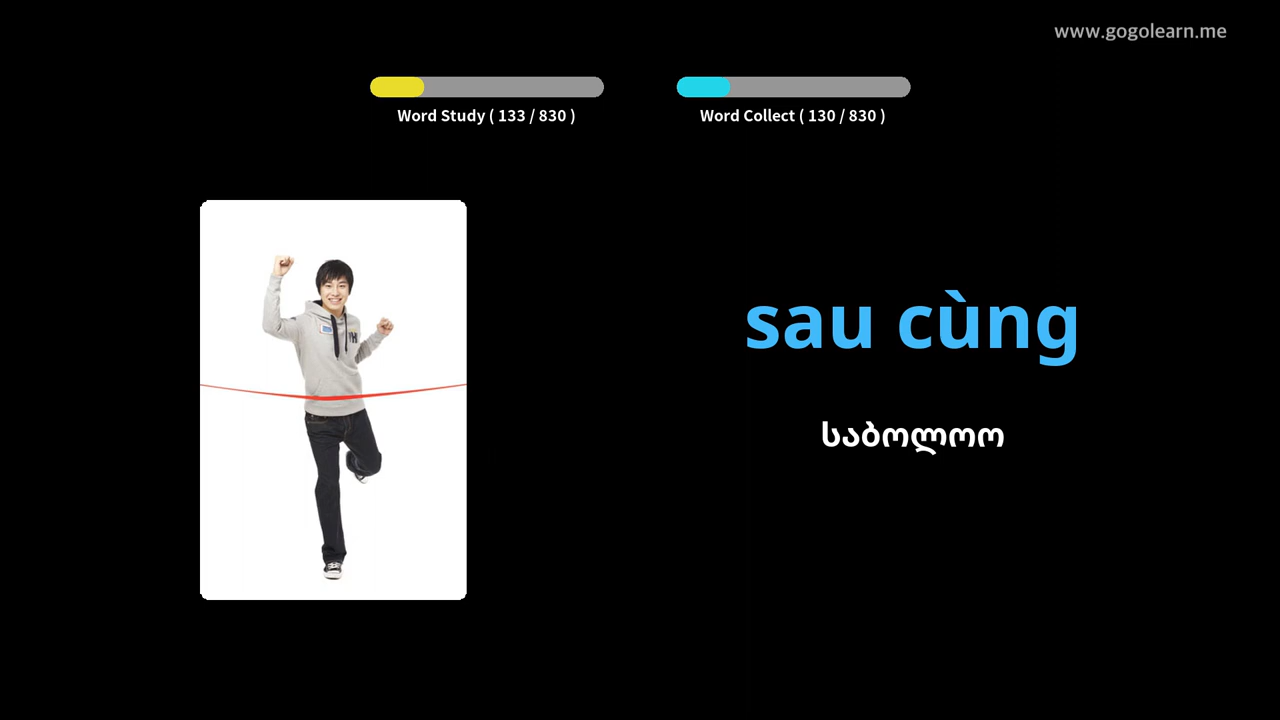 www.gogolearn.me
Word Study ( 133 / 830 )
Word Collect ( 130 / 830 )
sau cùng
საბოლოო